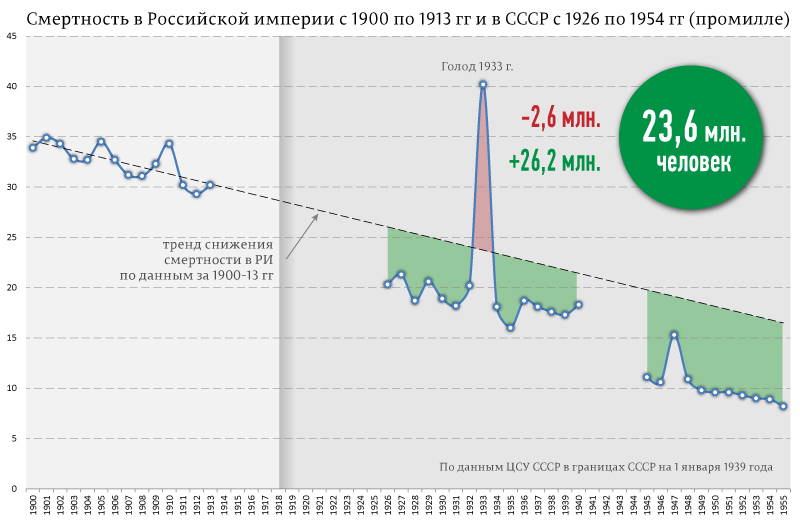 Смертность в Российской империи с 1900 по 1913 гг и в СССР с 1926 по 1954 гг (промилле)
45
40
35
30
25
20
15
10
5
0
Голод 1933 г.
-2,6 млн.
+26,2 млн.
23,6 млн.
человек
тренд снижения
смертности в РИ
по данным за 1900-13 гг
По данным ЦСУ СССР в границах СССР на 1 января 1939 года
1900 1901 1902 1903 1904 1905 1906 1907 1908 1909 1910 1911 1912 1913 1914 1915 1916 1917 1918 1919 1920 1921 1922 1923 1924 1925 1926 1927 1928 1929 1930 1931 1932 1933 1934 1935 1936 1937 1938 1939 1940 1941 1942 1943 1944 1945 1946 1947 1948 1949 1950 1951 1952 1953 1954 1955